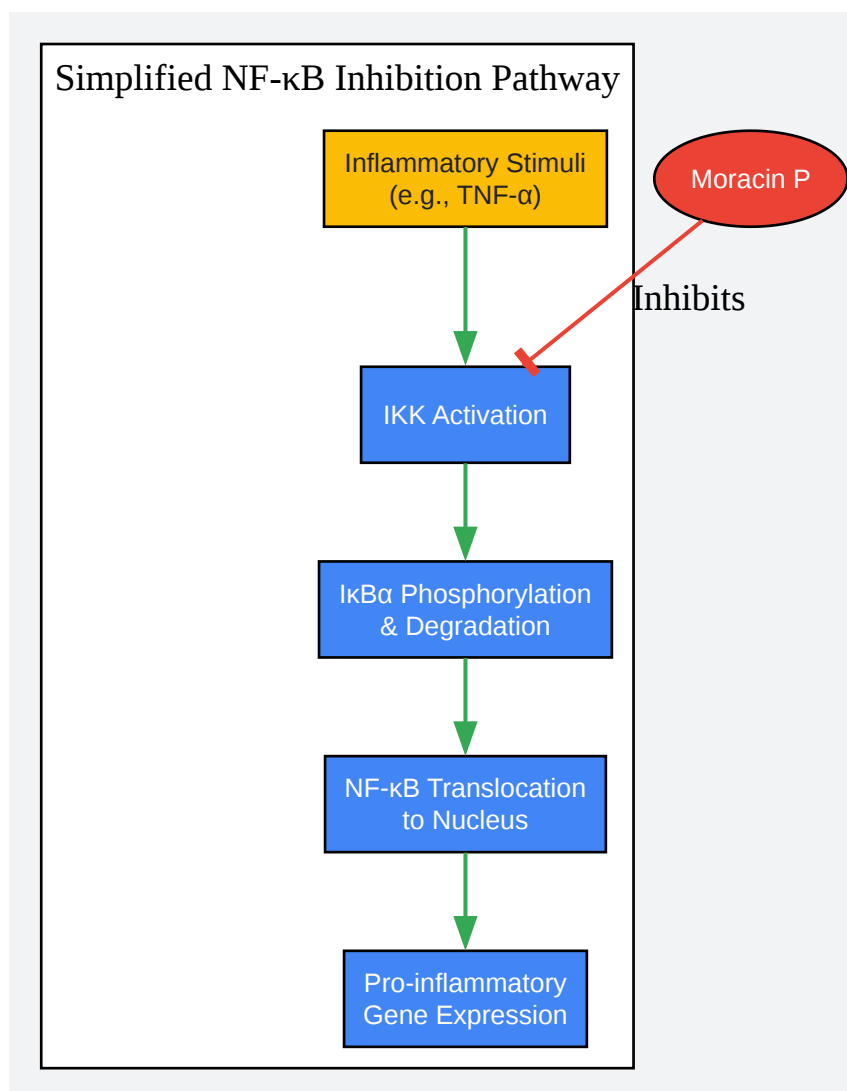 Simplified NF-κB Inhibition Pathway
Inflammatory Stimuli
(e.g., TNF-α)
Moracin P
Inhibits
IKK Activation
IκBα Phosphorylation
& Degradation
NF-κB Translocation
to Nucleus
Pro-inflammatory
Gene Expression